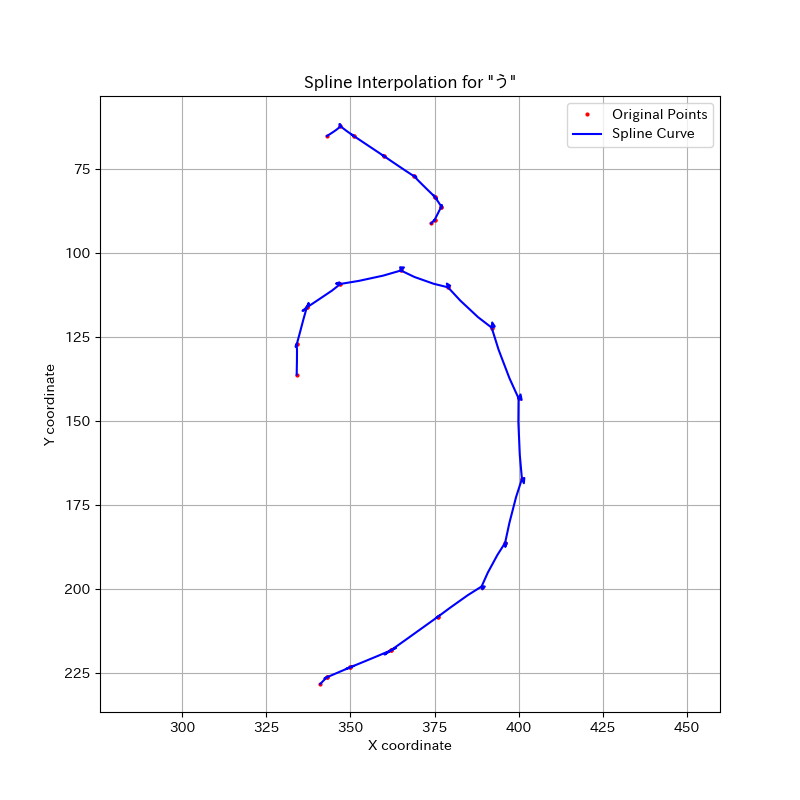 Spline Interpolation for "う"
Original Points
Spline Curve
Y coordinate
75
100
125
150
175
200
225
う
300
325
350
375
400
425
450
X coordinate